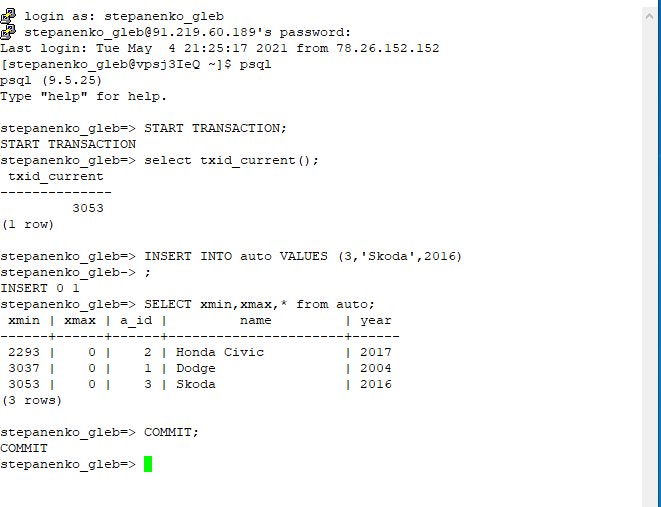 login as: stepanenko_gleb
stepanenko_gleb@91.219.60.189's password:
Last login: Tue May  4 21:25:17 2021 from 78.26.152.152
[stepanenko_gleb@vpsj3IeQ ~]$ psql
psql (9.5.25)
Type "help" for help.

stepanenko_gleb=> START TRANSACTION;
START TRANSACTION
stepanenko_gleb=> select txid_current();
 txid_current
--------------
         3053
(1 row)

stepanenko_gleb=> INSERT INTO auto VALUES (3,'Skoda',2016)
stepanenko_gleb-> ;
INSERT 0 1
stepanenko_gleb=> SELECT xmin,xmax,* from auto;
 xmin | xmax | a_id |         name         | year
------+------+------+----------------------+------
 2293 |    0 |    2 | Honda Civic          | 2017
 3037 |    0 |    1 | Dodge                | 2004
 3053 |    0 |    3 | Skoda                | 2016
(3 rows)

stepanenko_gleb=> COMMIT;
COMMIT
stepanenko_gleb=>